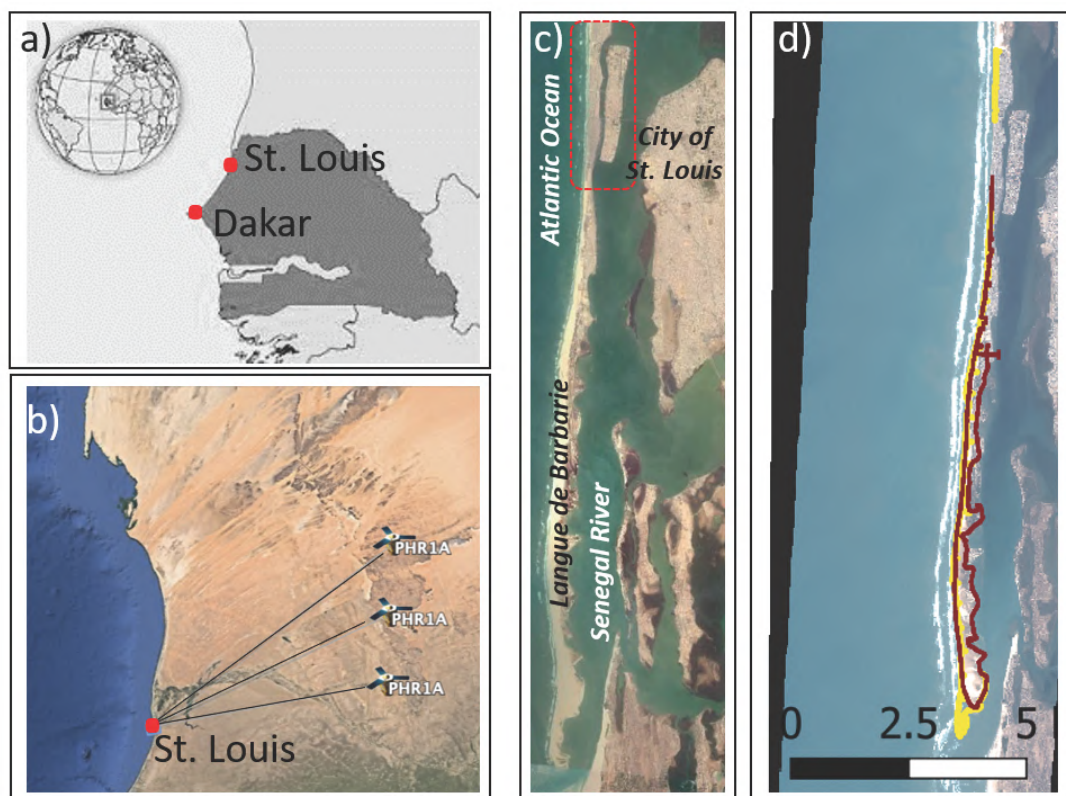 a)
St. Louis
Dakar
b)
PHR1A
PHR1A
PHR1A
St. Louis
c)
Atlantic Ocean
City of
St. Louis
Langue de Barbarie
Senegal River
d)
0 2.5 5